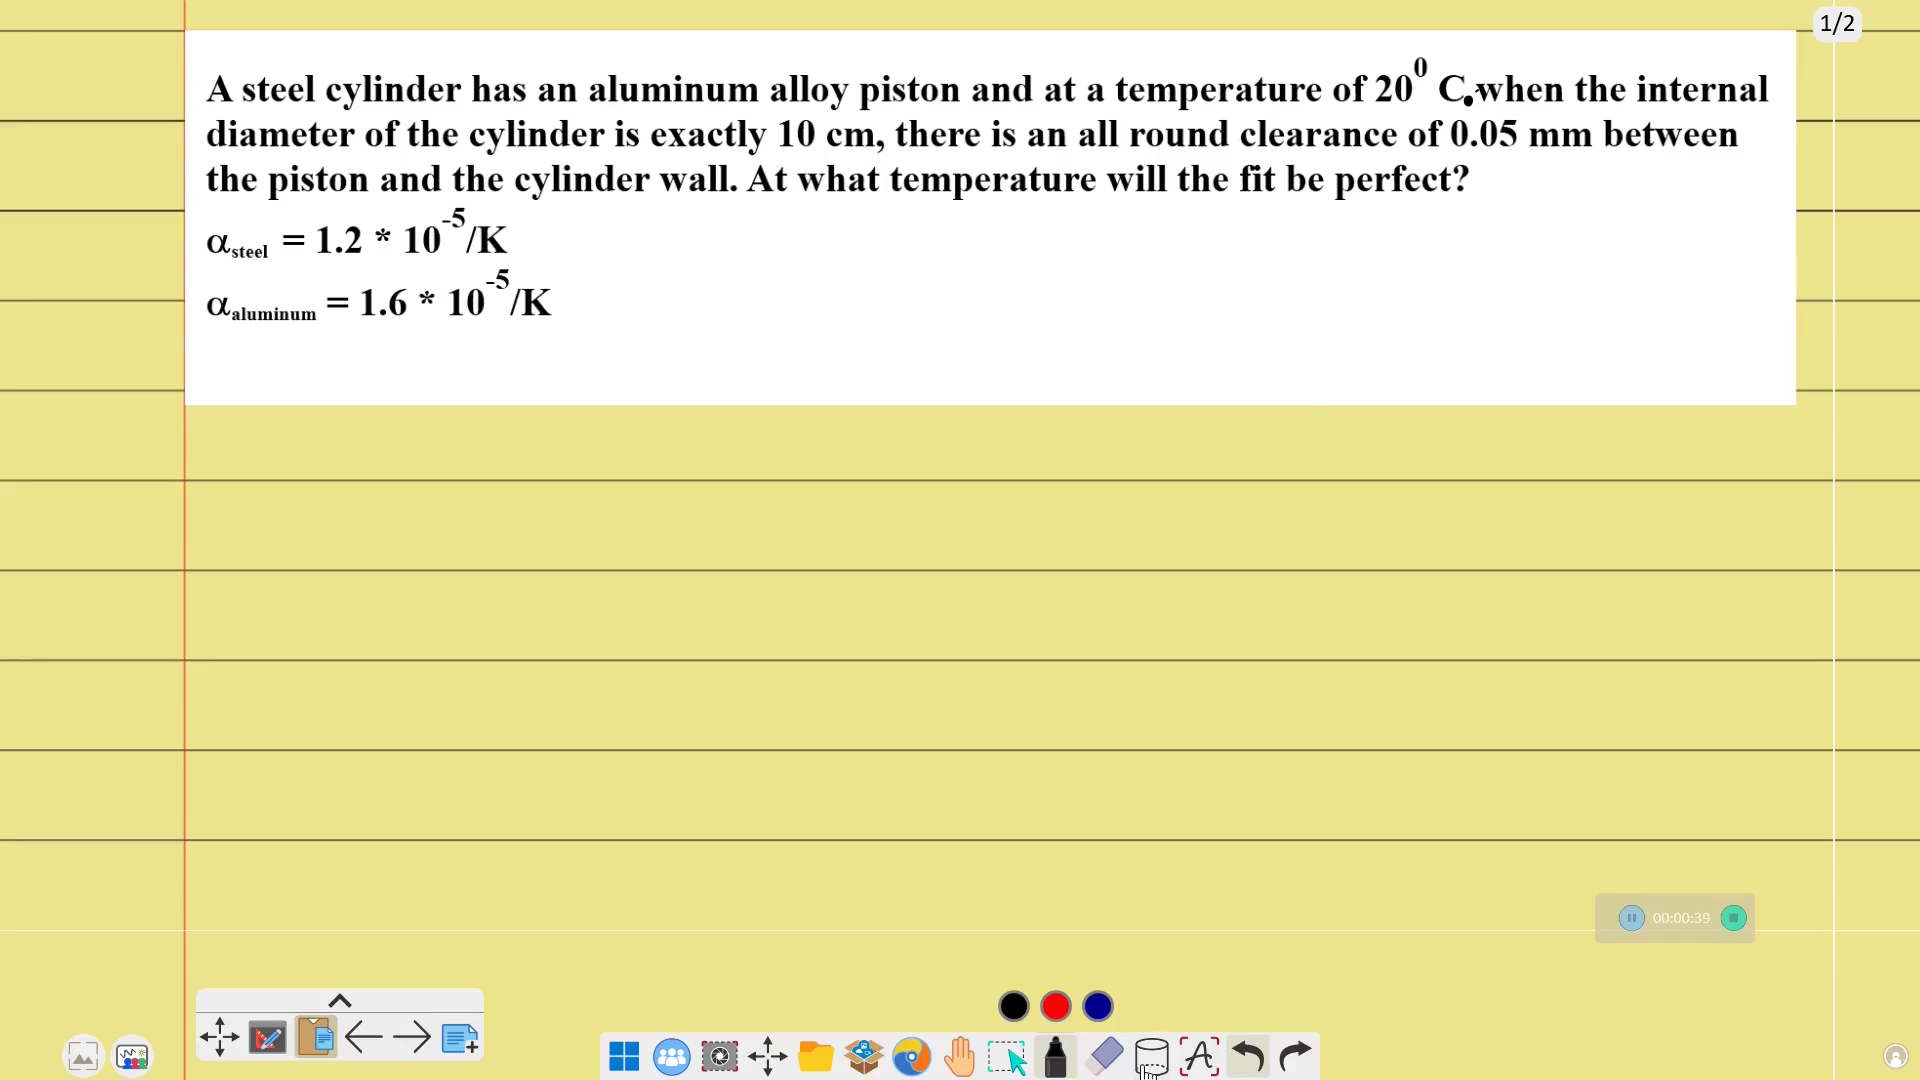 1/2
A steel cylinder has an aluminum alloy piston and at a temperature of 20⁰ C.when the internal
diameter of the cylinder is exactly 10 cm, there is an all round clearance of 0.05 mm between
the piston and the cylinder wall. At what temperature will the fit be perfect?
αsteel = 1.2 * 10⁻⁵/K
αaluminum = 1.6 * 10⁻⁵/K
00:00:39